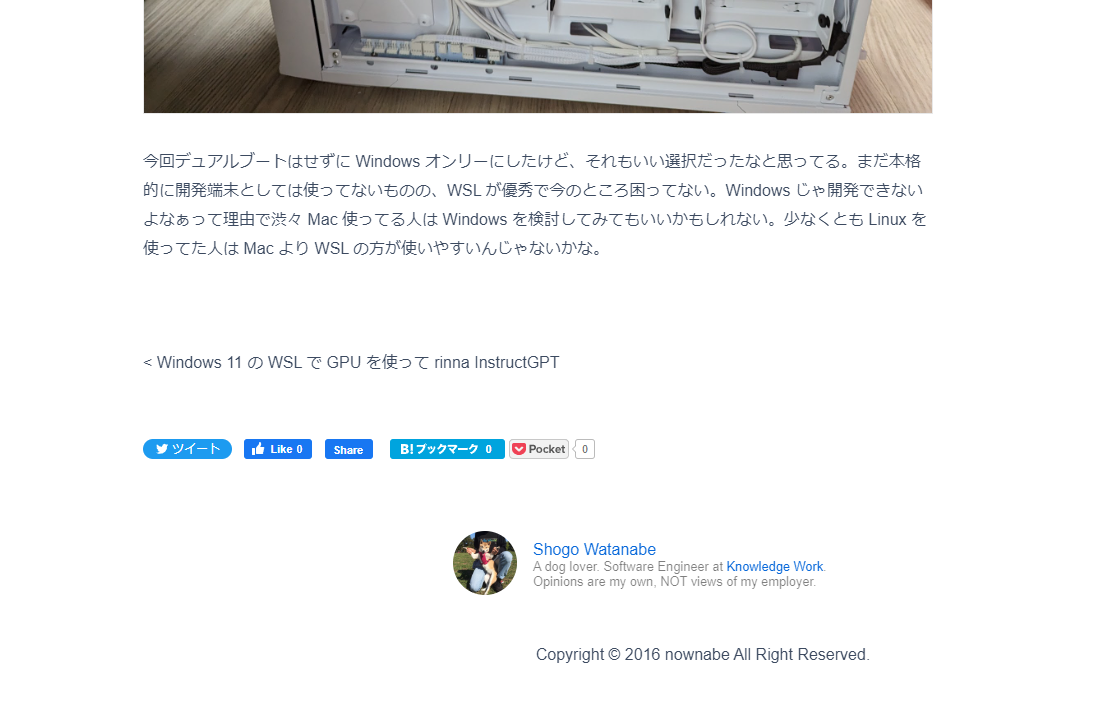 今回デュアルブートはせずに Windows オンリーにしたけど、それもいい選択だったなと思ってる。まだ本格
的に開発端末としては使ってないものの、WSL が優秀で今のところ困ってない。Windows じゃ開発できない
よなぁって理由で渋々 Mac 使ってる人は Windows を検討してみてもいいかもしれない。少なくとも Linux を
使ってた人は Mac より WSL の方が使いやすいんじゃないかな。
< Windows 11 の WSL で GPU を使って rinna InstructGPT
ツイート Like 0 Share B!ブックマーク 0 Pocket 0
Shogo Watanabe
A dog lover. Software Engineer at Knowledge Work.
Opinions are my own, NOT views of my employer.
Copyright © 2016 nownabe All Right Reserved.